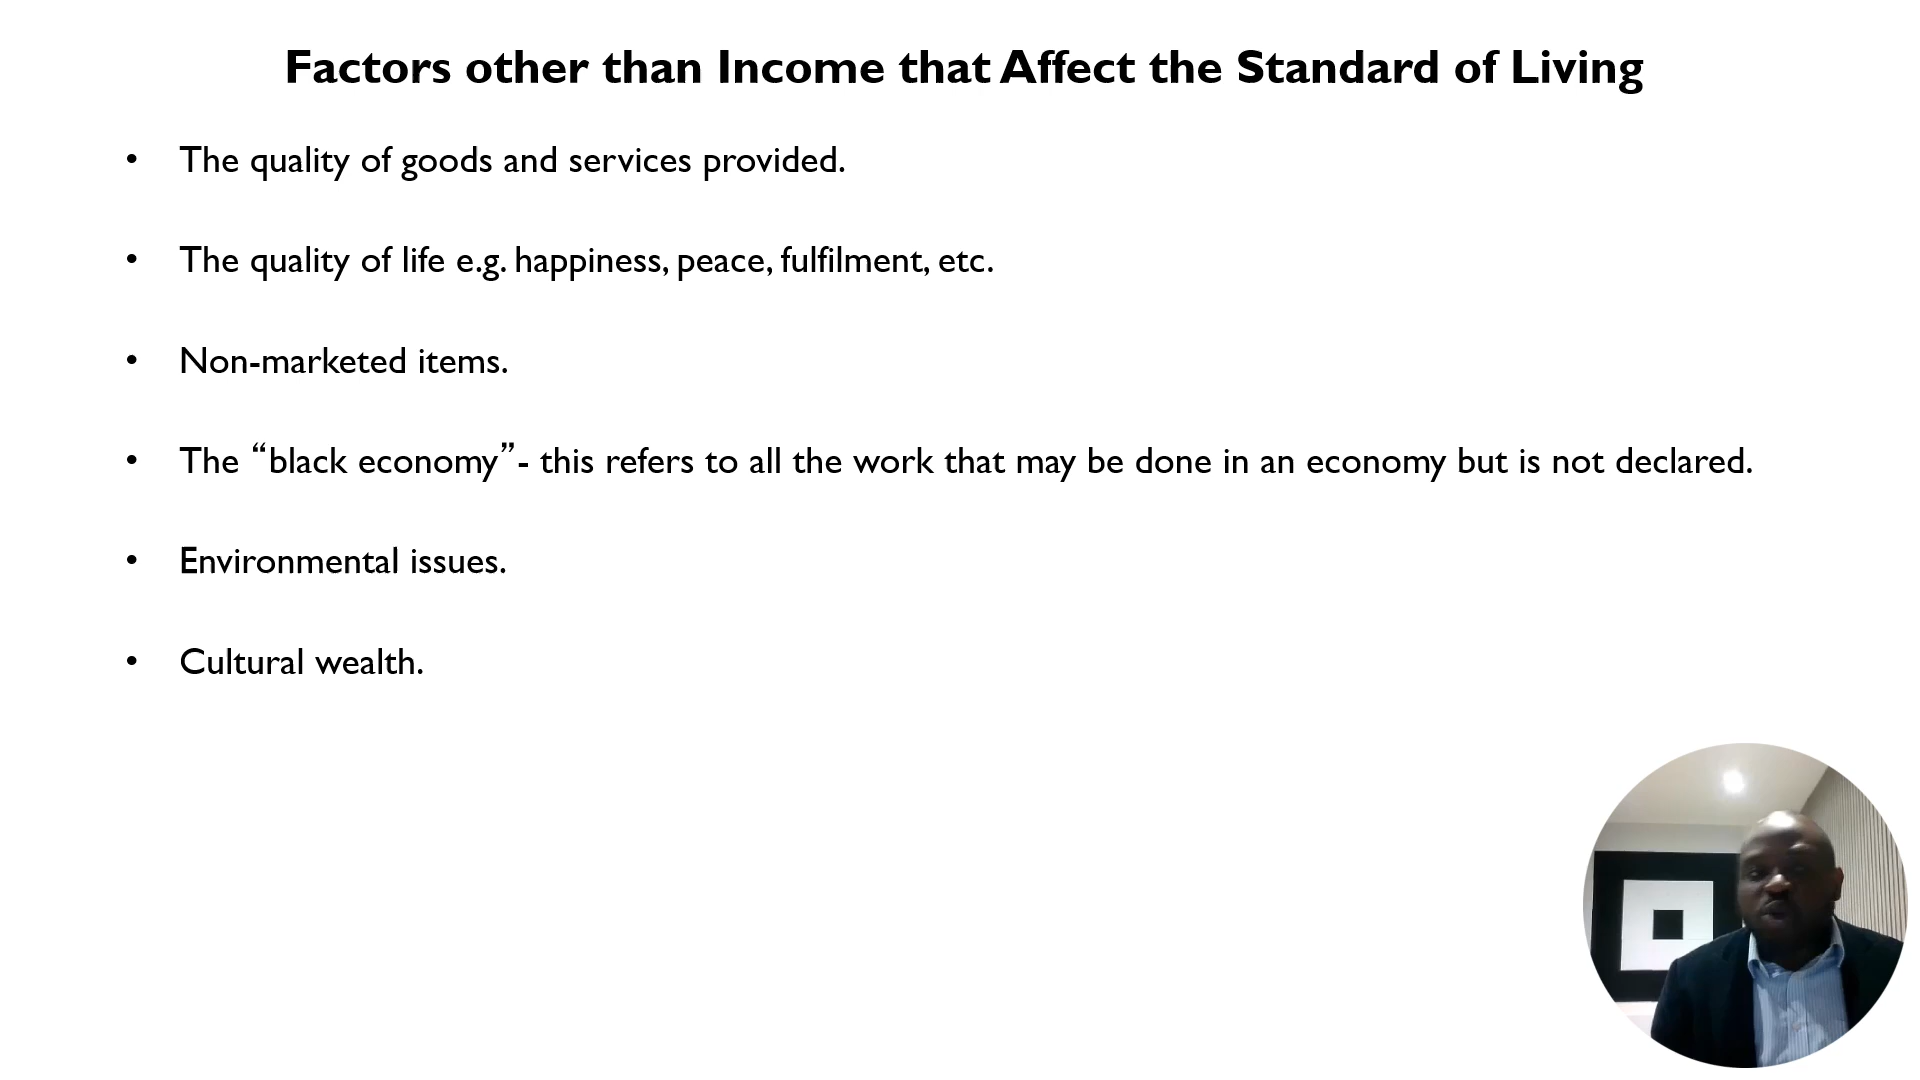 Factors other than Income that Affect the Standard of Living
• The quality of goods and services provided.
• The quality of life e.g. happiness, peace, fulfilment, etc.
• Non-marketed items.
• The “black economy”- this refers to all the work that may be done in an economy but is not declared.
• Environmental issues.
• Cultural wealth.